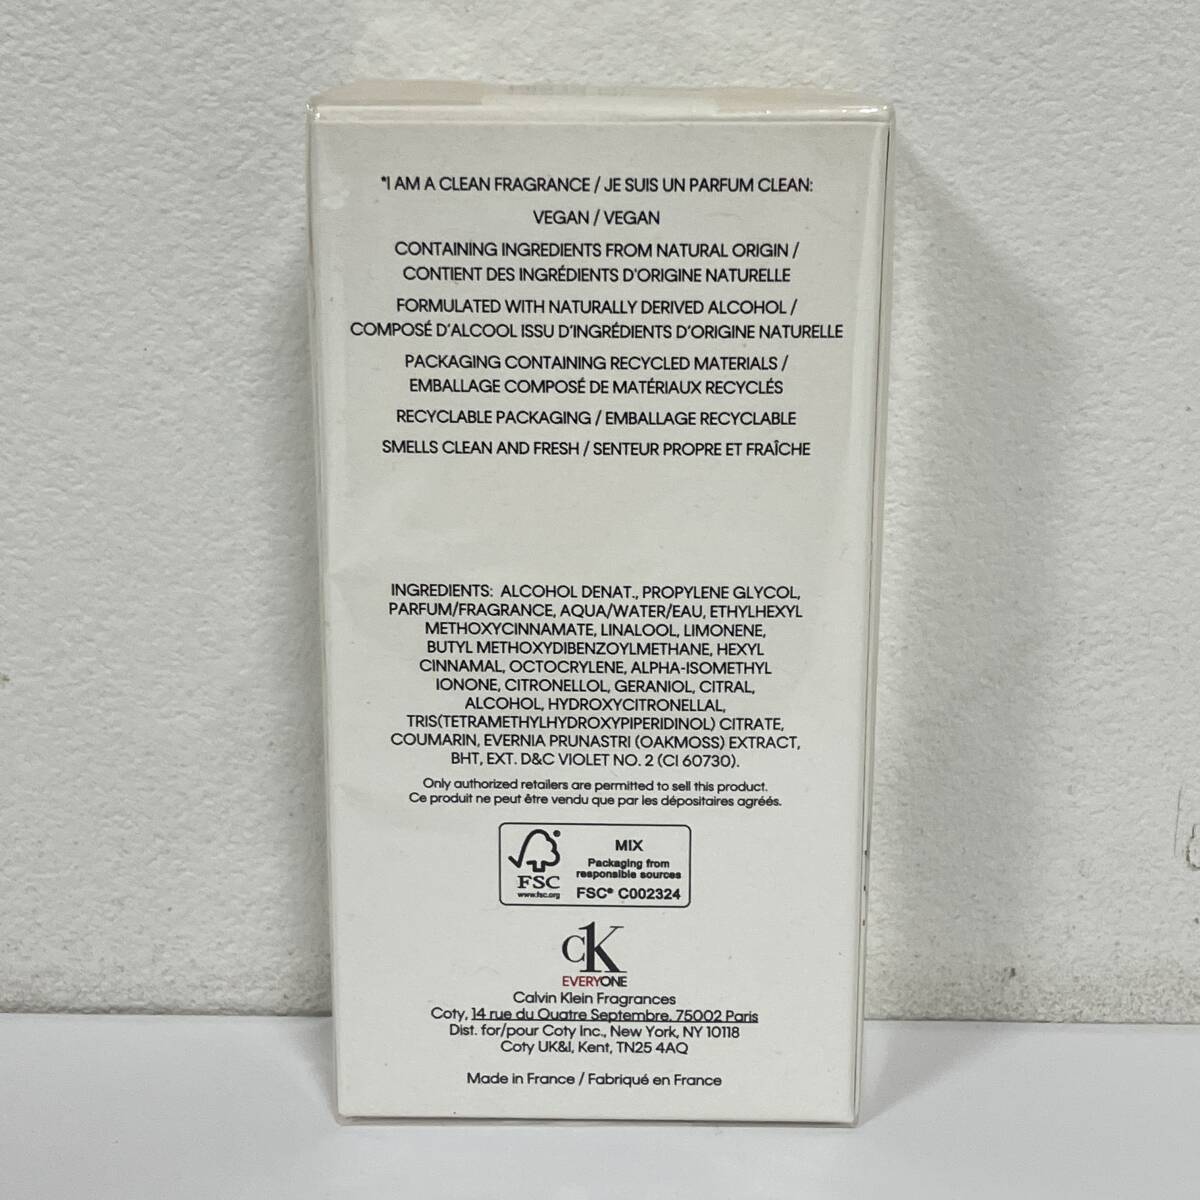 *I AM A CLEAN FRAGRANCE / JE SUIS UN PARFUM CLEAN:
VEGAN / VEGAN
CONTAINING INGREDIENTS FROM NATURAL ORIGIN /
CONTIENT DES INGRÉDIENTS D'ORIGINE NATURELLE
FORMULATED WITH NATURALLY DERIVED ALCOHOL /
COMPOSÉ D'ALCOOL ISSU D'INGRÉDIENTS D'ORIGINE NATURELLE
PACKAGING CONTAINING RECYCLED MATERIALS /
EMBALLAGE COMPOSÉ DE MATÉRIAUX RECYCLÉS
RECYCLABLE PACKAGING / EMBALLAGE RECYCLABLE
SMELLS CLEAN AND FRESH / SENTEUR PROPRE ET FRAÎCHE
INGREDIENTS: ALCOHOL DENAT., PROPYLENE GLYCOL,
PARFUM/FRAGRANCE, AQUA/WATER/EAU, ETHYLHEXYL
METHOXYCINNAMATE, LINALOOL, LIMONENE,
BUTYL METHOXYDIBENZOYLMETHANE, HEXYL
CINNAMAL, OCTOCRYLENE, ALPHA-ISOMETHYL
IONONE, CITRONELLOL, GERANIOL, CITRAL,
ALCOHOL, HYDROXYCITRONELLAL,
TRIS(TETRAMETHYLHYDROXYPIPERIDINOL) CITRATE,
COUMARIN, EVERNIA PRUNASTRI (OAKMOSS) EXTRACT,
BHT, EXT. D&C VIOLET NO. 2 (CI 60730).
Only authorized retailers are permitted to sell this product.
Ce produit ne peut être vendu que par les dépositaires agréés.
MIX
Packaging from
responsible sources
FSC® C002324
FSC
www.fsc.org
cK
EVERYONE
Calvin Klein Fragrances
Coty, 14 rue du Quatre Septembre, 75002 Paris
Dist. for/pour Coty Inc., New York, NY 10118
Coty UK&I, Kent, TN25 4AQ
Made in France / Fabriqué en France